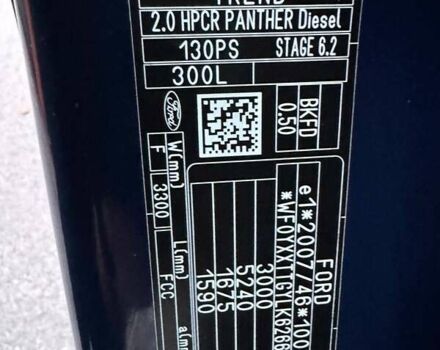 TREND
2.0 HPCR PANTHER Diesel
130PS STAGE 6.2
300L
BKFD
0.50
Ford
W(mm) L(mm) a(m
F 3300 FCC
FORD
e1*2007/46*100
3000
5240
1675
1590